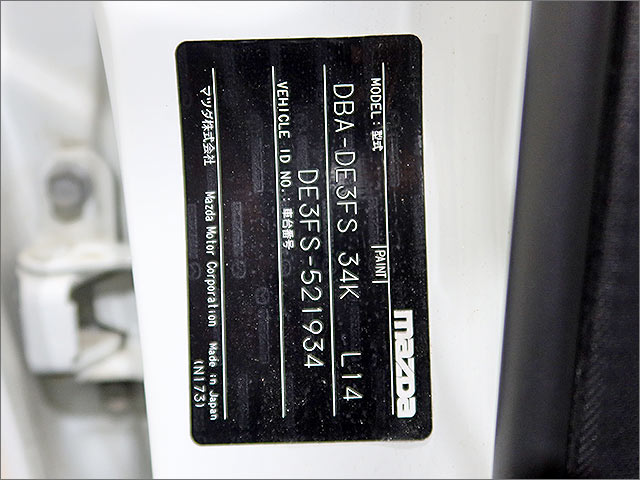 mazda
MODEL:型式 PAINT
DBA-DE3FS 34K L14
VEHICLE ID NO.:車台番号
DE3FS-521934
マツダ株式会社 Mazda Motor Corporation Made in Japan
(N173)